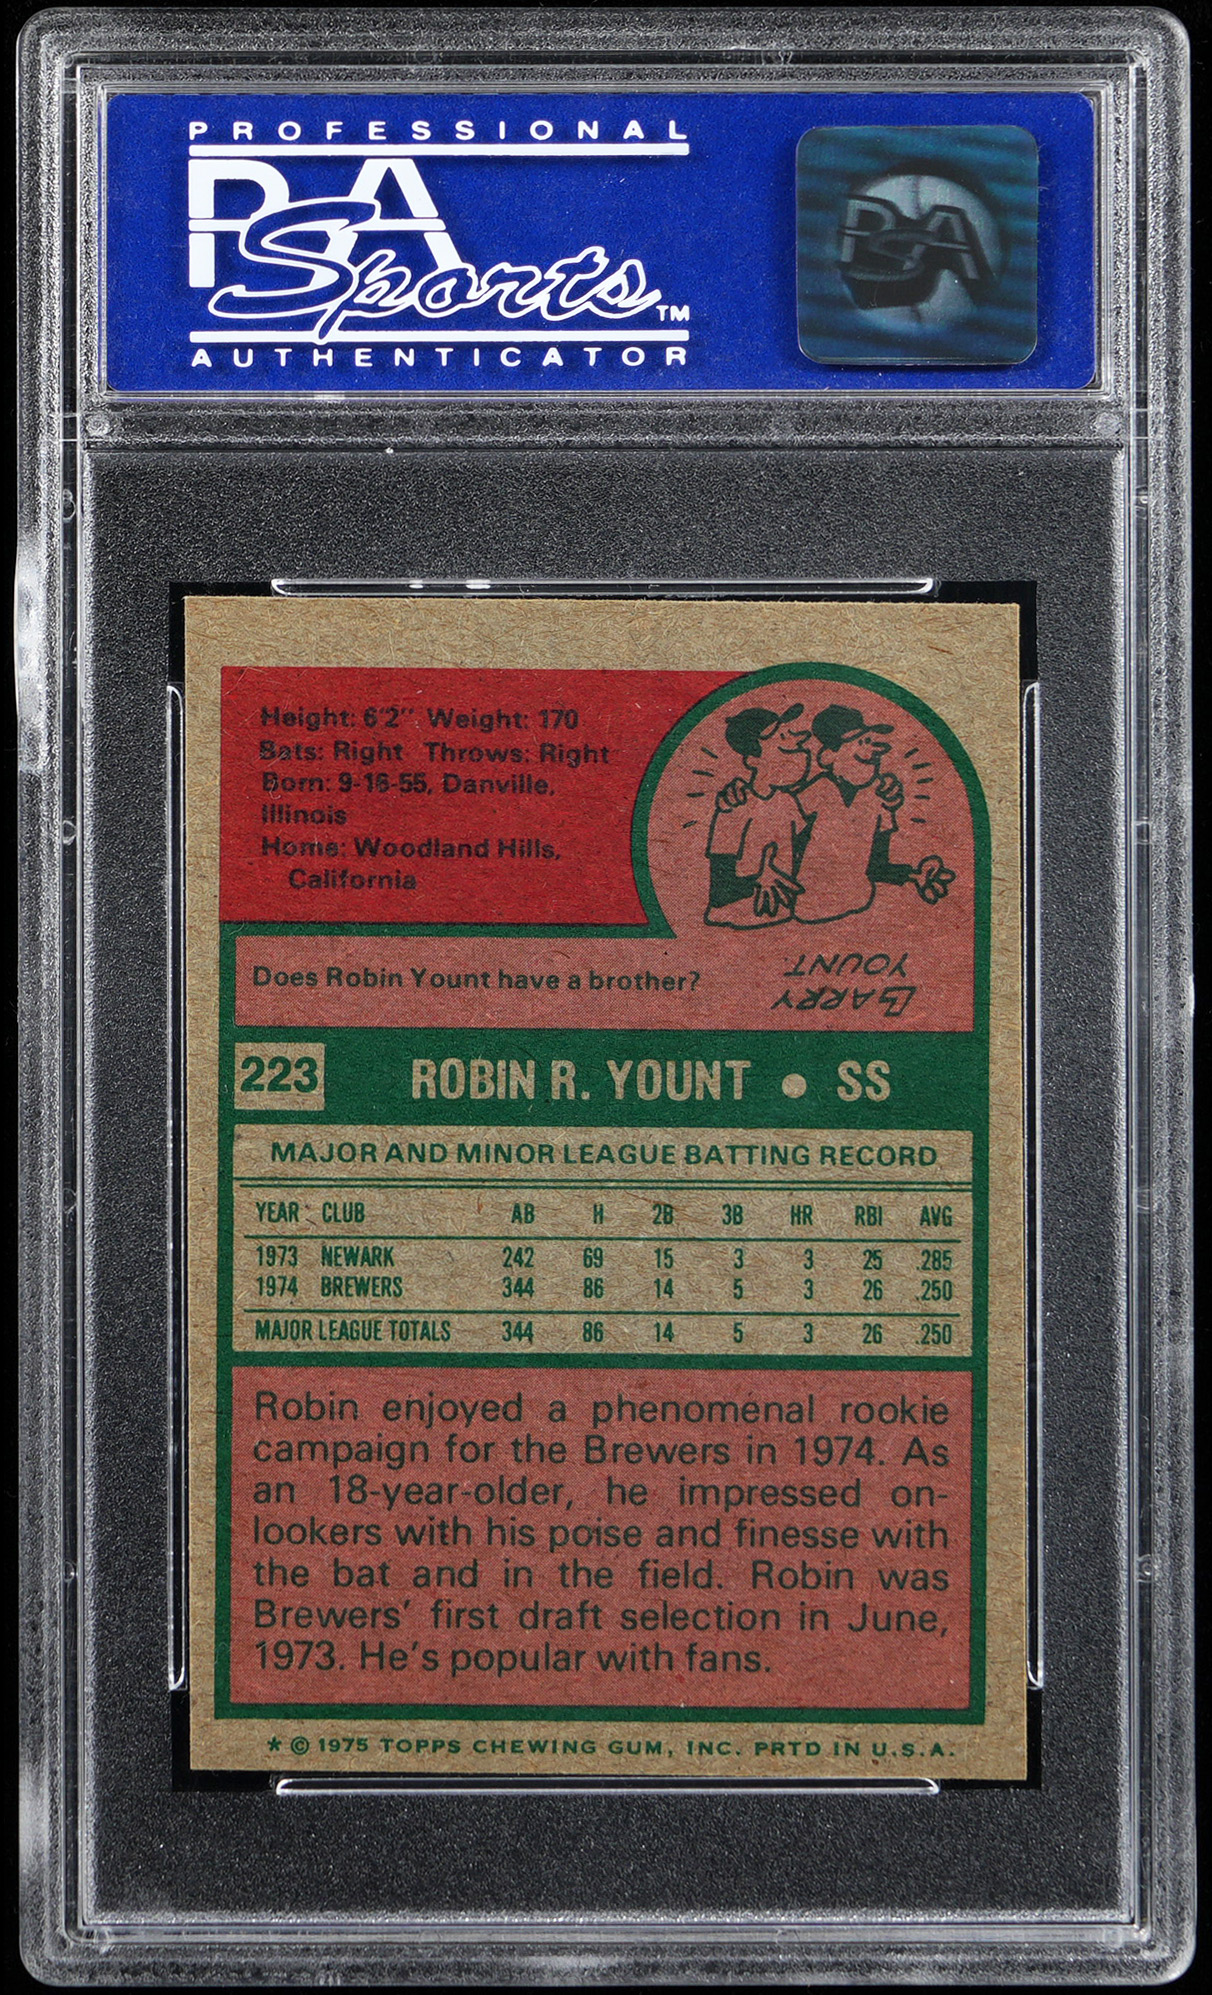 PROFESSIONAL
PSA
Sports™
AUTHENTICATOR
PSA
Height: 6'2" Weight: 170
Bats: Right Throws: Right
Born: 9-16-55, Danville,
Illinois
Home: Woodland Hills,
California
Does Robin Yount have a brother?
BARRY
YOUNT
223 ROBIN R. YOUNT • SS
MAJOR AND MINOR LEAGUE BATTING RECORD
YEAR CLUB AB H 2B 3B HR RBI AVG
1973 NEWARK 242 69 15 3 3 25 .285
1974 BREWERS 344 86 14 5 3 26 .250
MAJOR LEAGUE TOTALS 344 86 14 5 3 26 .250
Robin enjoyed a phenomenal rookie
campaign for the Brewers in 1974. As
an 18-year-older, he impressed on-
lookers with his poise and finesse with
the bat and in the field. Robin was
Brewers' first draft selection in June,
1973. He's popular with fans.
* © 1975 TOPPS CHEWING GUM, INC. PRTD IN U.S.A.